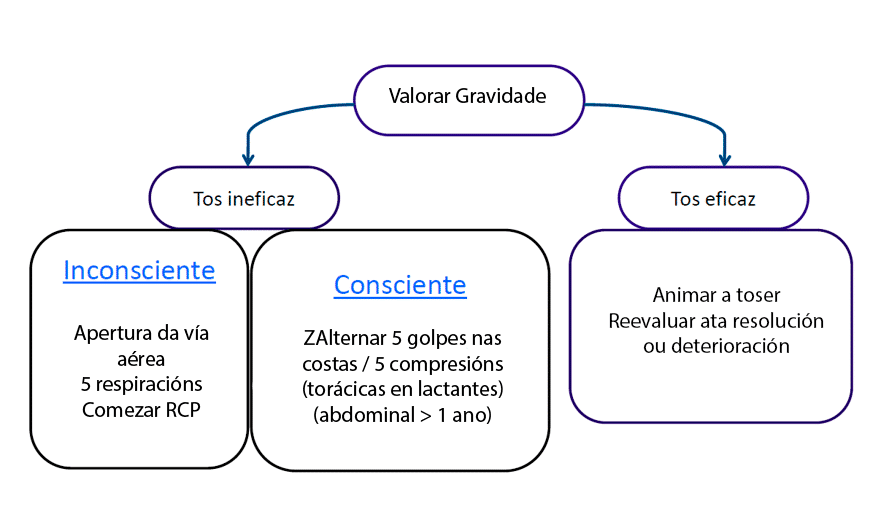 Valorar Gravidade
Tos ineficaz
Tos eficaz
Inconsciente
Apertura da vía
aérea
5 respiracións
Comezar RCP
Consciente
ZAlternar 5 golpes nas
costas / 5 compresións
(torácicas en lactantes)
(abdominal > 1 ano)
Animar a toser
Reevaluar ata resolución
ou deterioración